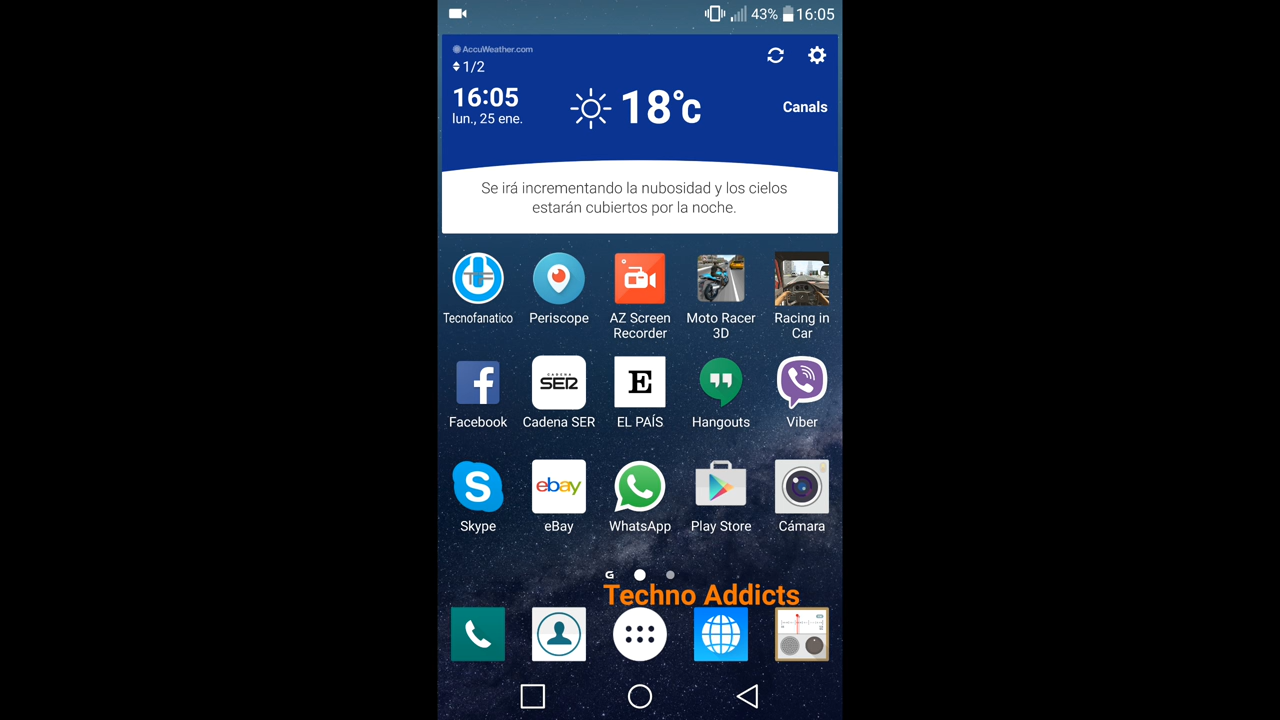 43% 16:05
AccuWeather.com
1/2
16:05
lun., 25 ene.
18°c
Canals
Se irá incrementando la nubosidad y los cielos
estarán cubiertos por la noche.
Tecnofanatico
Periscope
AZ Screen
Recorder
Moto Racer
3D
Racing in
Car
Facebook
CADENA
SER
Cadena SER
E
EL PAÍS
Hangouts
Viber
S
Skype
ebay
eBay
WhatsApp
Play Store
Cámara
G
Techno Addicts